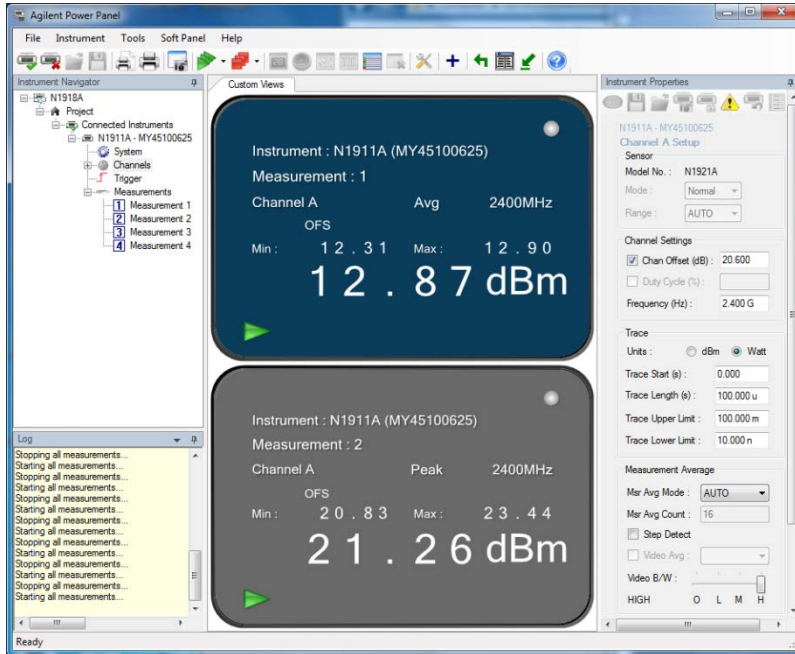 Agilent Power Panel
File Instrument Tools Soft Panel Help
Instrument Navigator
N1918A
Project
Connected Instruments
N1911A - MY45100625
System
Channels
Trigger
Measurements
1 Measurement 1
2 Measurement 2
3 Measurement 3
4 Measurement 4
Log
Stopping all measurements...
Starting all measurements...
Starting all measurements...
Stopping all measurements...
Starting all measurements...
Stopping all measurements...
Stopping all measurements...
Starting all measurements...
Stopping all measurements...
Starting all measurements...
Stopping all measurements...
Starting all measurements...
Stopping all measurements...
Starting all measurements...
Custom Views
Instrument : N1911A (MY45100625)
Measurement : 1
Channel A Avg 2400MHz
OFS
Min : 12.31 Max : 12.90
12.87 dBm
Instrument : N1911A (MY45100625)
Measurement : 2
Channel A Peak 2400MHz
OFS
Min : 20.83 Max : 23.44
21.26 dBm
Instrument Properties
N1911A - MY45100625
Channel A Setup
Sensor
Model No. : N1921A
Mode : Normal
Range : AUTO
Channel Settings
Chan Offset (dB) : 20.600
Duty Cycle (%) :
Frequency (Hz) : 2.400 G
Trace
Units : dBm Watt
Trace Start (s) : 0.000
Trace Length (s) : 100.000 u
Trace Upper Limit : 100.000 m
Trace Lower Limit : 10.000 n
Measurement Average
Msr Avg Mode : AUTO
Msr Avg Count : 16
Step Detect
Video Avg :
Video B/W :
HIGH O L M H
Ready